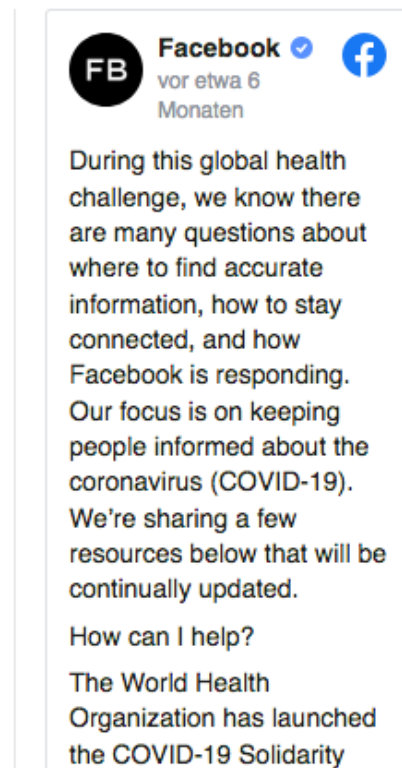 FB
Facebook
vor etwa 6
Monaten
During this global health
challenge, we know there
are many questions about
where to find accurate
information, how to stay
connected, and how
Facebook is responding.
Our focus is on keeping
people informed about the
coronavirus (COVID-19).
We're sharing a few
resources below that will be
continually updated.
How can I help?
The World Health
Organization has launched
the COVID-19 Solidarity